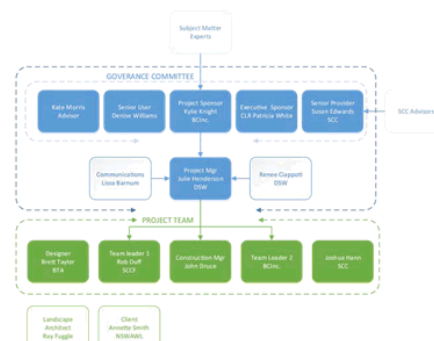 Subject Matter
Experts
GOVERANCE COMMITTEE
Kate Morris
Advisor
Senior User
Denise Williams
Project Sponsor
Kylie Knight
BCInc.
Executive Sponsor
CLR Patricia White
Senior Provider
Susan Edwards
SCC
SCC Advisors
Communications
Lissa Barnum
Project Mgr
Julie Henderson
DSW
Renee Ciappoti
DSW
PROJECT TEAM
Designer
Brett Taylor
BTA
Team leader 1
Rob Duff
SCCF
Construction Mgr
John Druce
Team Leader 2
BCInc.
Joshua Hann
SCC
Landscape
Architect
Ray Fuggle
Client
Annette Smith
NSWAWL